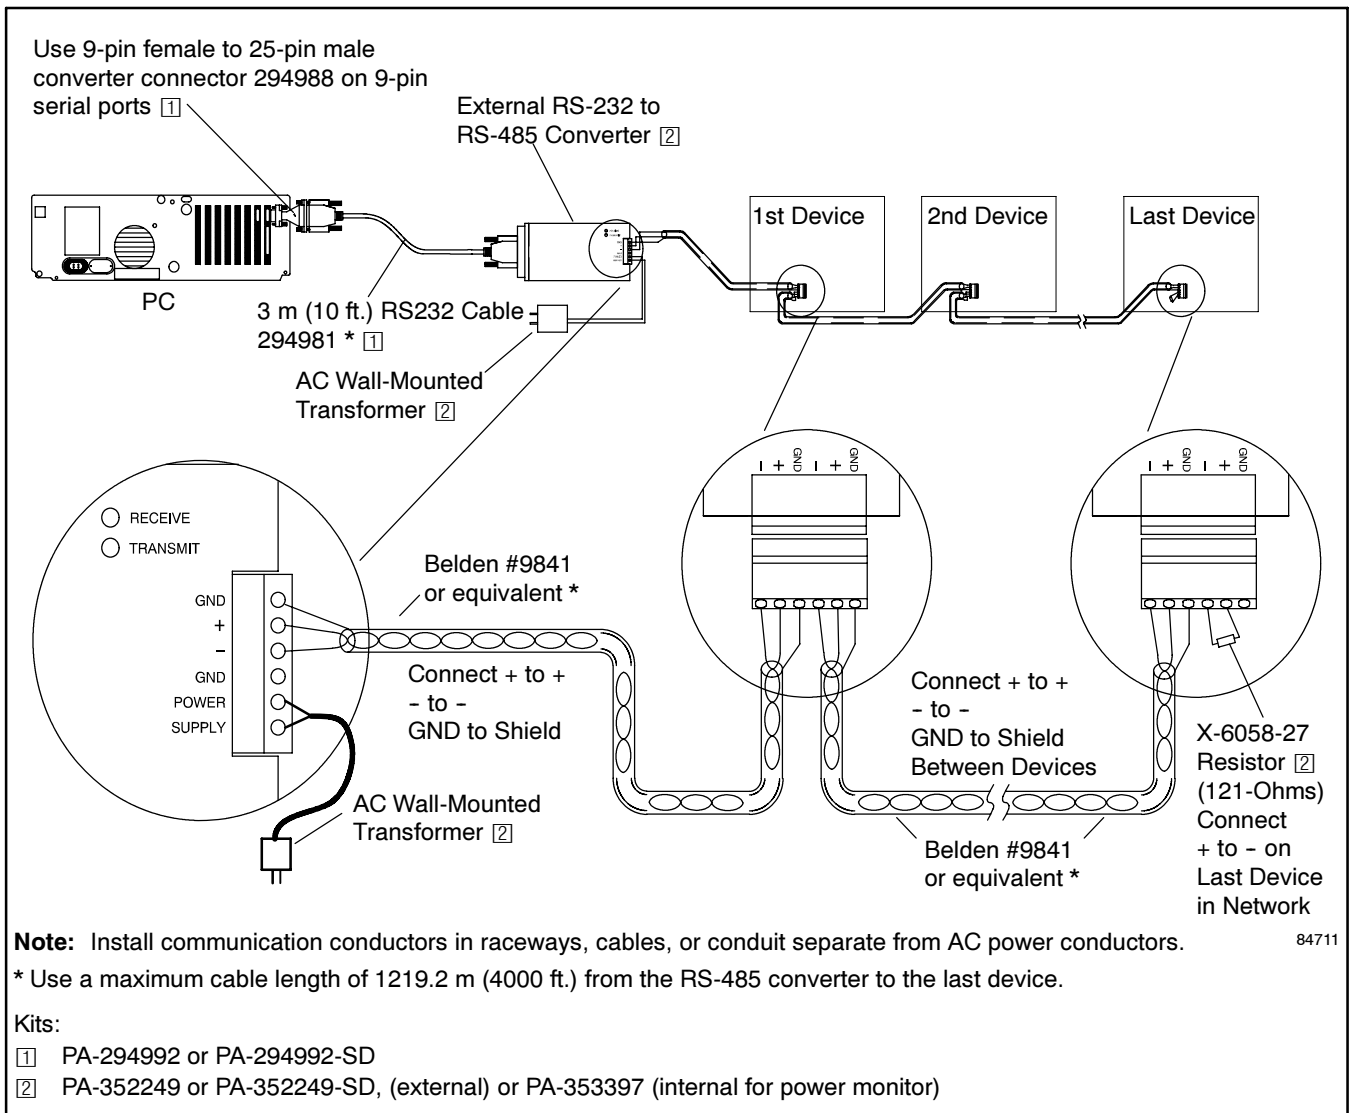 Use 9-pin female to 25-pin male
converter connector 294988 on 9-pin
serial ports 1
External RS-232 to
RS-485 Converter 2
1st Device
2nd Device
Last Device
PC
3 m (10 ft.) RS232 Cable
294981 * 1
AC Wall-Mounted
Transformer 2
RECEIVE
TRANSMIT
GND
+
–
GND
POWER
SUPPLY
Belden #9841
or equivalent *
Connect + to +
- to -
GND to Shield
AC Wall-Mounted
Transformer 2
– + GND – + GND
Connect + to +
- to -
GND to Shield
Between Devices
Belden #9841
or equivalent *
– + GND – + GND
X-6058-27
Resistor 2
(121-Ohms)
Connect
+ to - on
Last Device
in Network
Note: Install communication conductors in raceways, cables, or conduit separate from AC power conductors.
84711
* Use a maximum cable length of 1219.2 m (4000 ft.) from the RS-485 converter to the last device.
Kits:
1 PA-294992 or PA-294992-SD
2 PA-352249 or PA-352249-SD, (external) or PA-353397 (internal for power monitor)